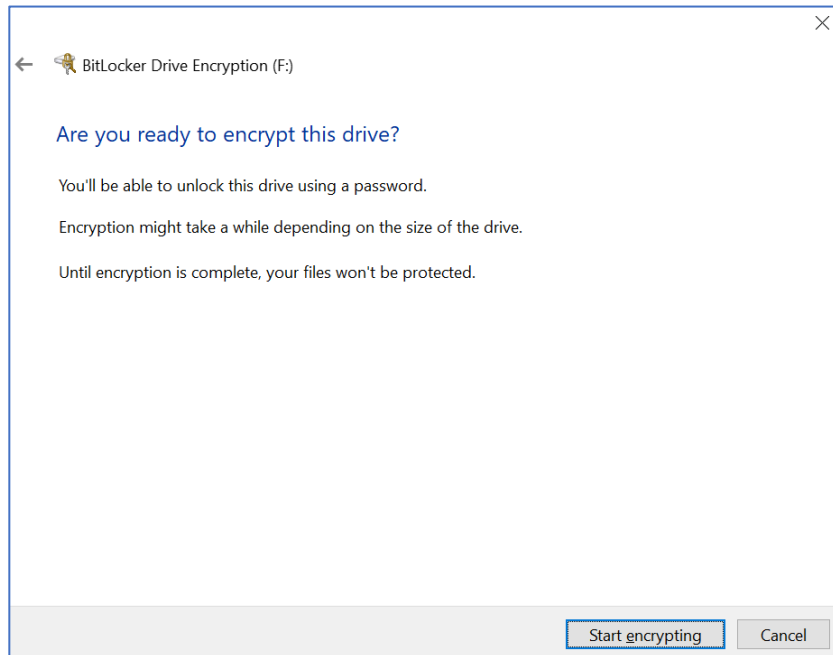 BitLocker Drive Encryption (F:)
Are you ready to encrypt this drive?
You'll be able to unlock this drive using a password.
Encryption might take a while depending on the size of the drive.
Until encryption is complete, your files won't be protected.
Start encrypting
Cancel